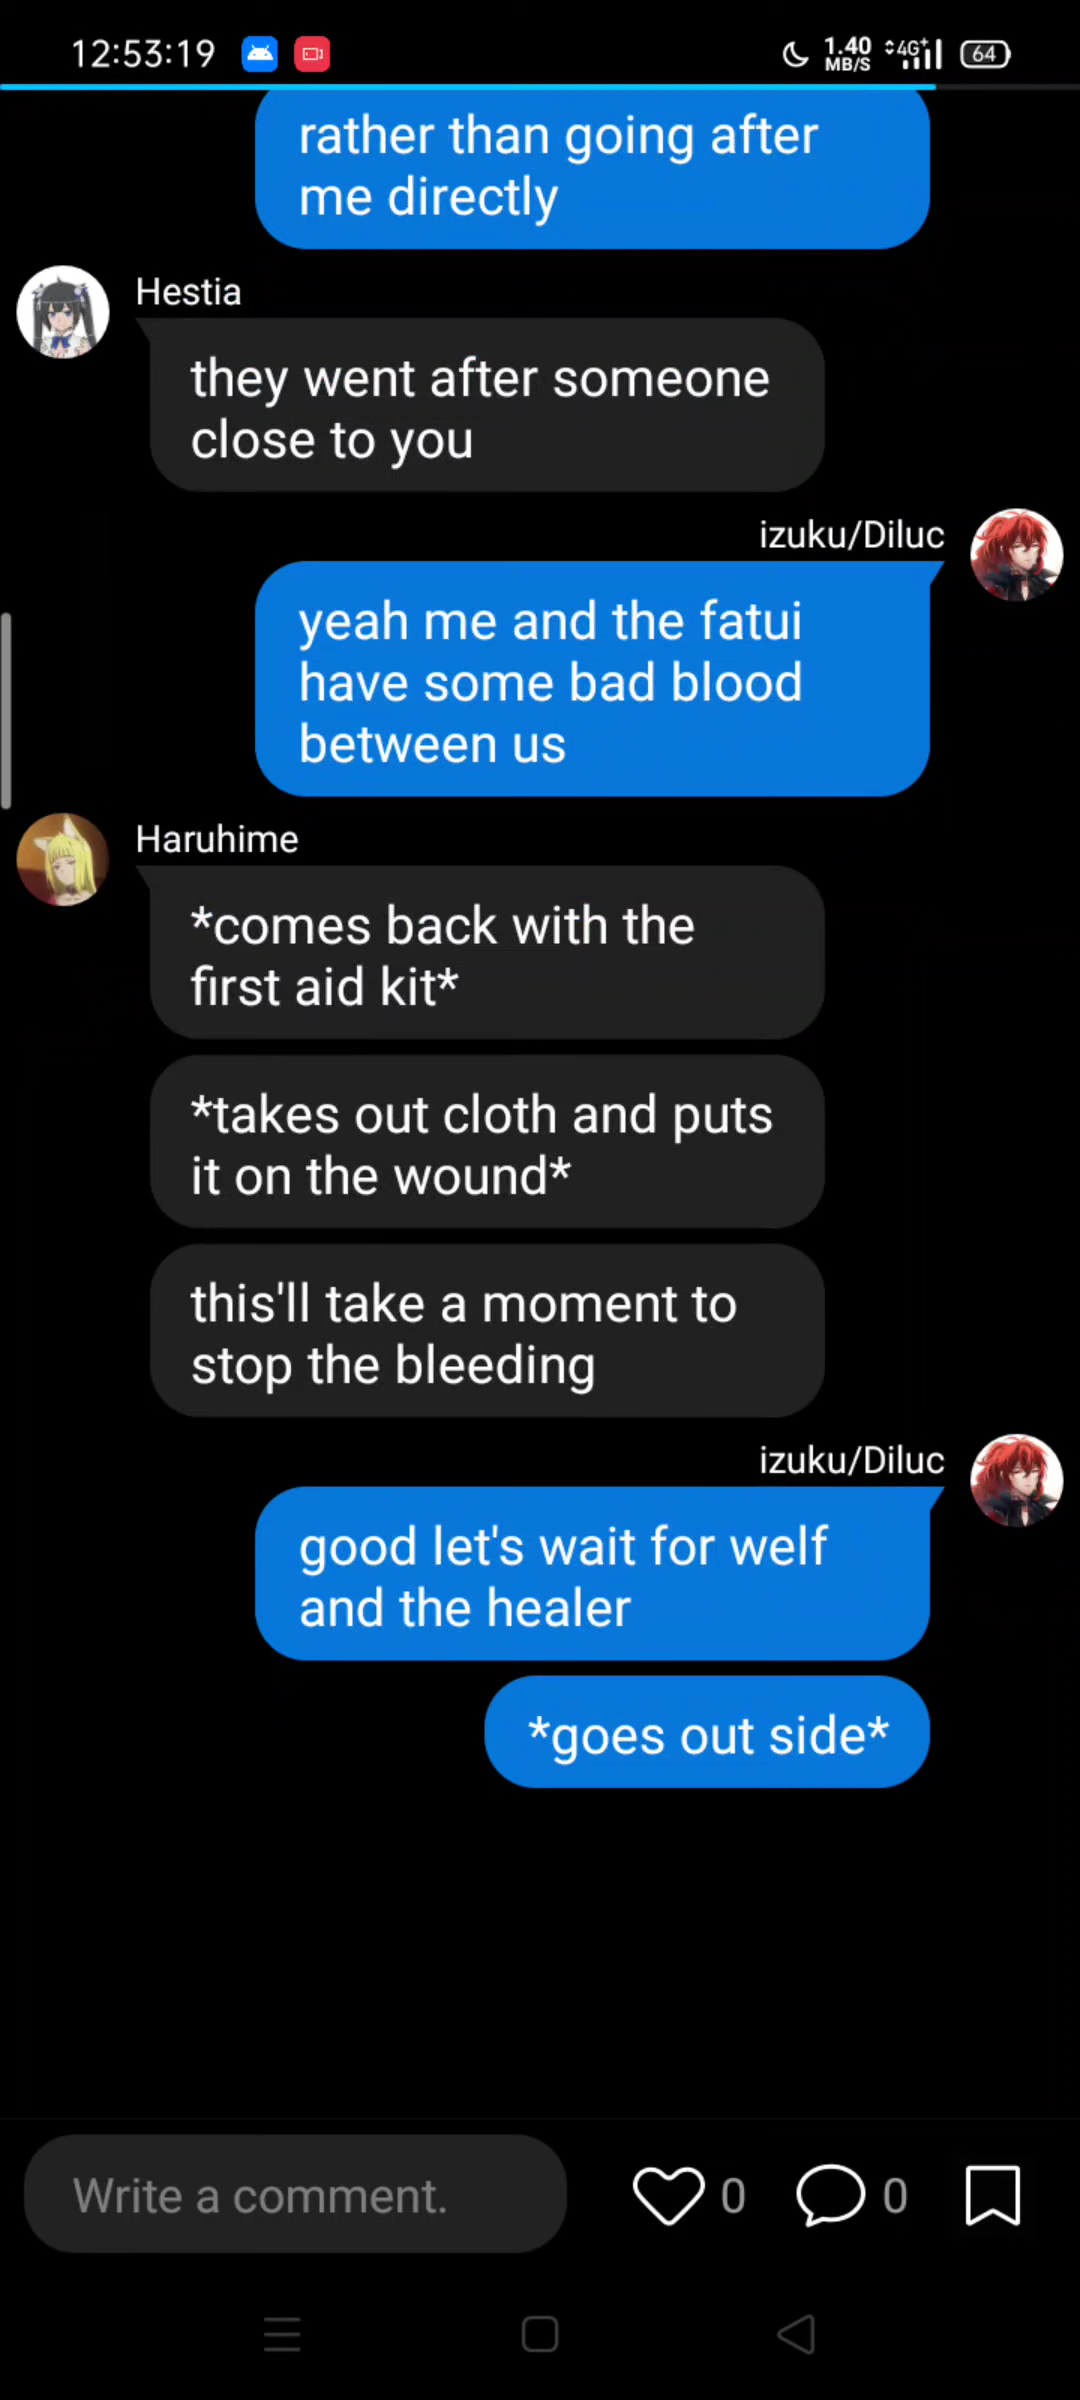 12:53:19
1.40
MB/S
4G+
64
rather than going after
me directly
Hestia
they went after someone
close to you
izuku/Diluc
yeah me and the fatui
have some bad blood
between us
Haruhime
*comes back with the
first aid kit*
*takes out cloth and puts
it on the wound*
this'll take a moment to
stop the bleeding
izuku/Diluc
good let's wait for welf
and the healer
*goes out side*
Write a comment.
0
0